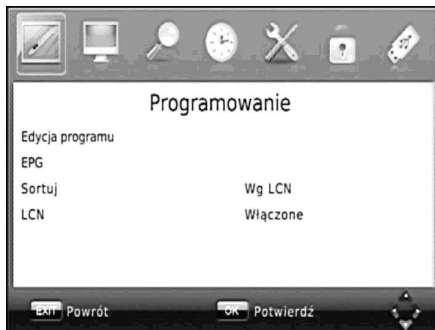 Programowanie
Edycja programu
EPG
Sortuj Wg LCN
LCN Włączone
EXIT Powrót OK Potwierdź